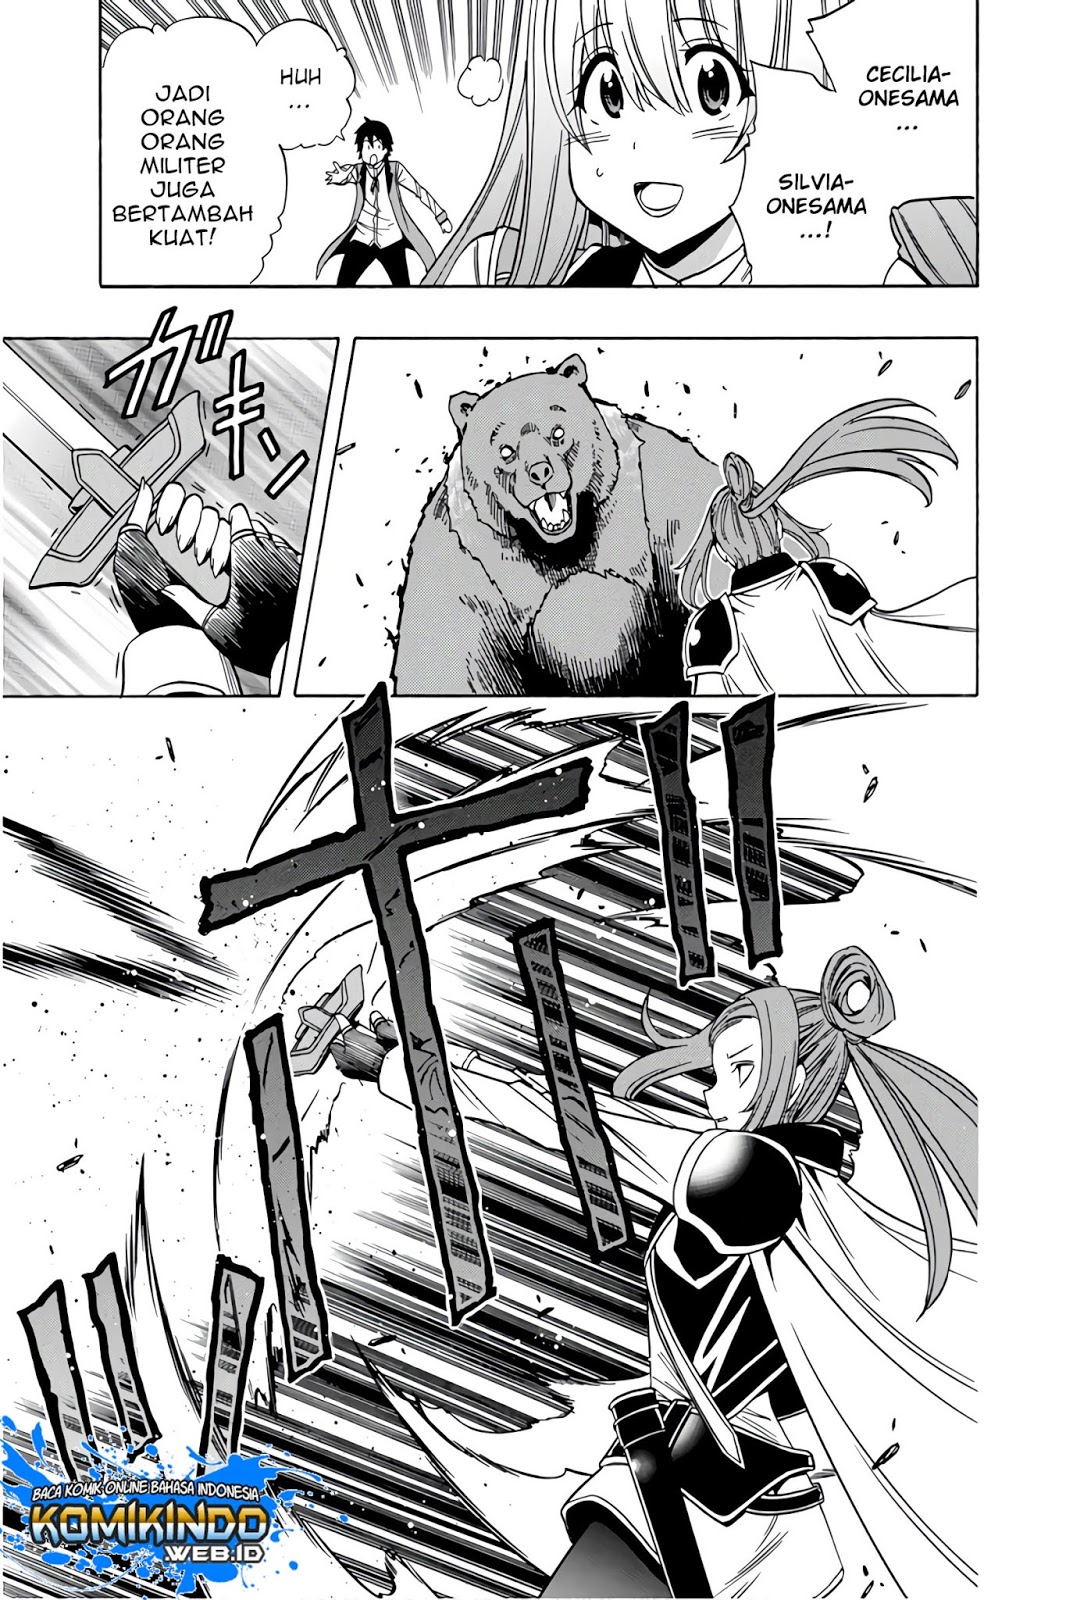 CECILIA-
ONESAMA
...
SILVIA-
ONESAMA
...!
HUH
...
JADI
ORANG
ORANG
MILITER
JUGA
BERTAMBAH
KUAT!
ガキン
BACA KOMIK ONLINE BAHASA INDONESIA
KOMIKINDO
WEB.ID